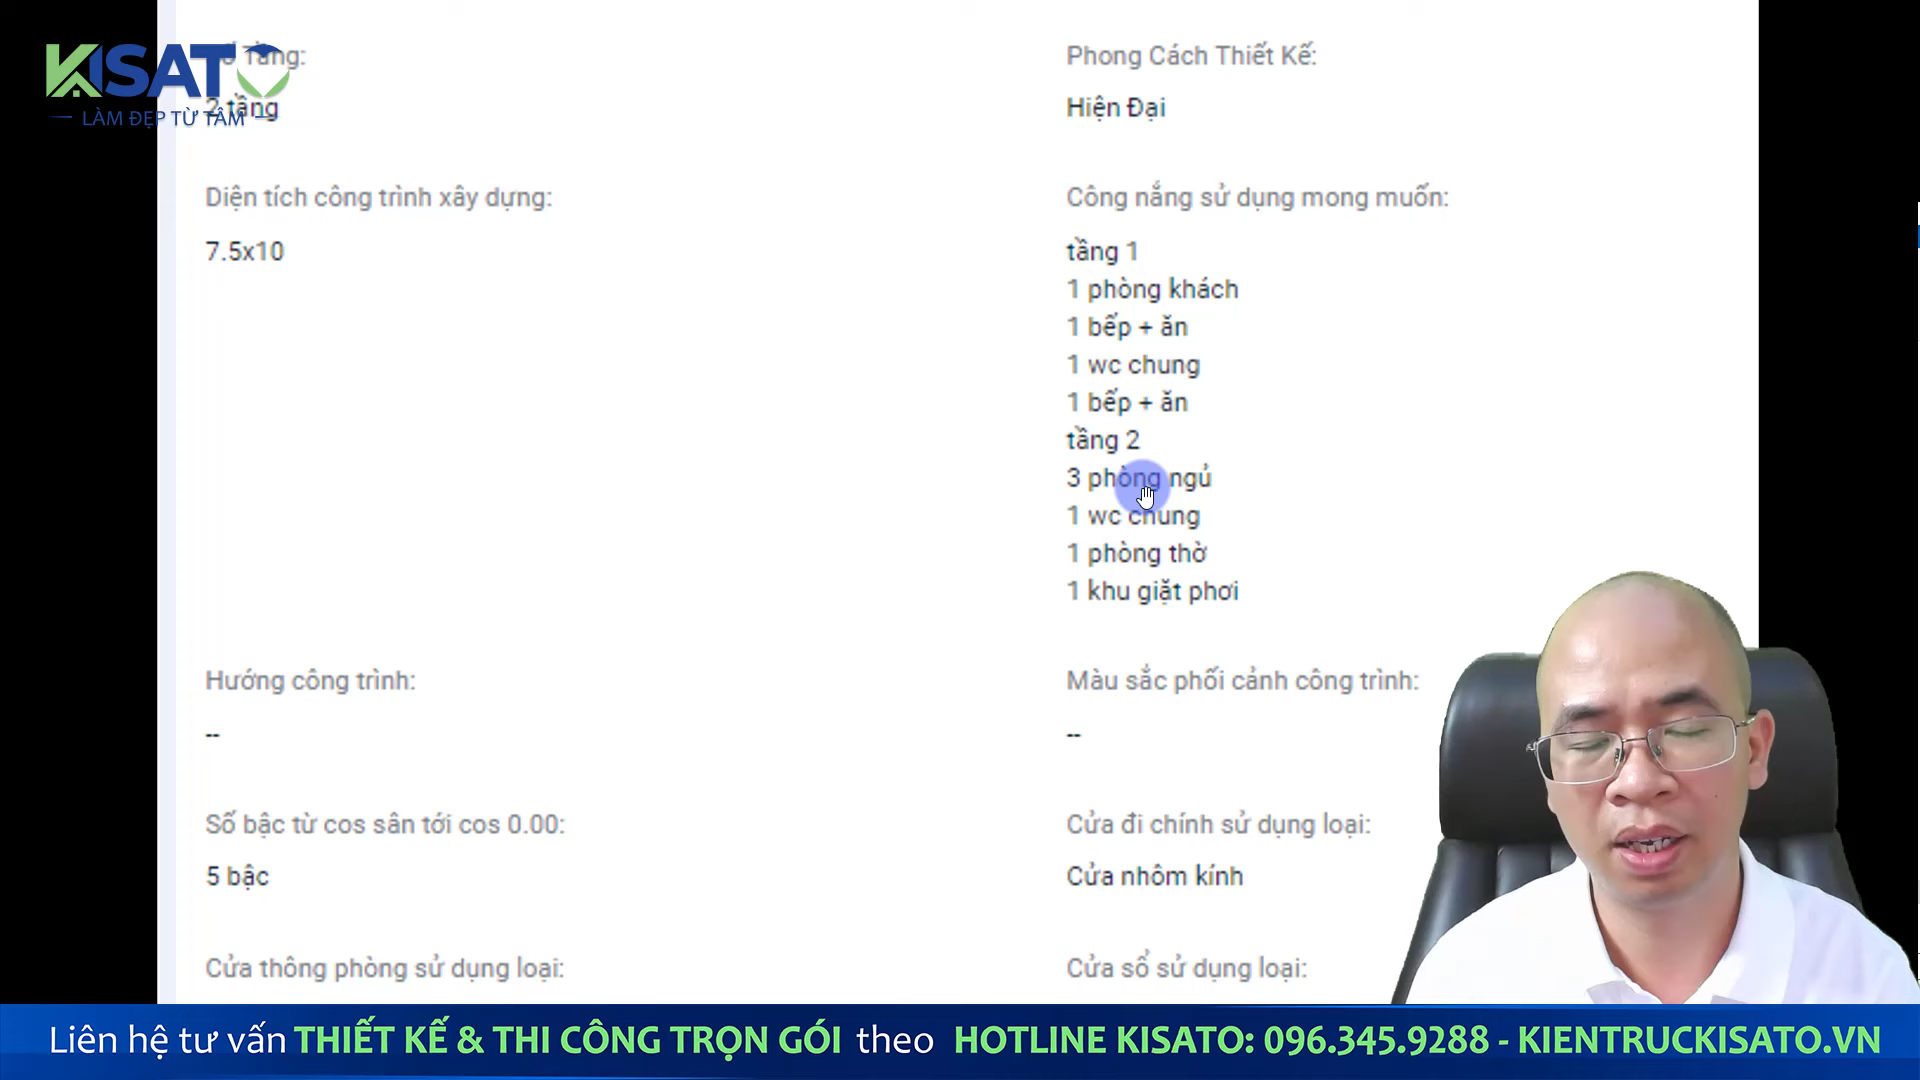 KISATO
LÀM ĐẸP TỪ TÂM
Tầng:
2 tầng
Phong Cách Thiết Kế:
Hiện Đại
Diện tích công trình xây dựng:
7.5x10
Công nắng sử dụng mong muốn:
tầng 1
1 phòng khách
1 bếp + ăn
1 wc chung
1 bếp + ăn
tầng 2
3 phòng ngủ
1 wc chung
1 phòng thờ
1 khu giặt phơi
Hướng công trình:
--
Màu sắc phối cảnh công trình:
--
Số bậc từ cos sân tới cos 0.00:
5 bậc
Cửa đi chính sử dụng loại:
Cửa nhôm kính
Cửa thông phòng sử dụng loại:
Cửa sổ sử dụng loại:
Liên hệ tư vấn THIẾT KẾ & THI CÔNG TRỌN GÓI theo HOTLINE KISATO: 096.345.9288 - KIENTRUCKISATO.VN